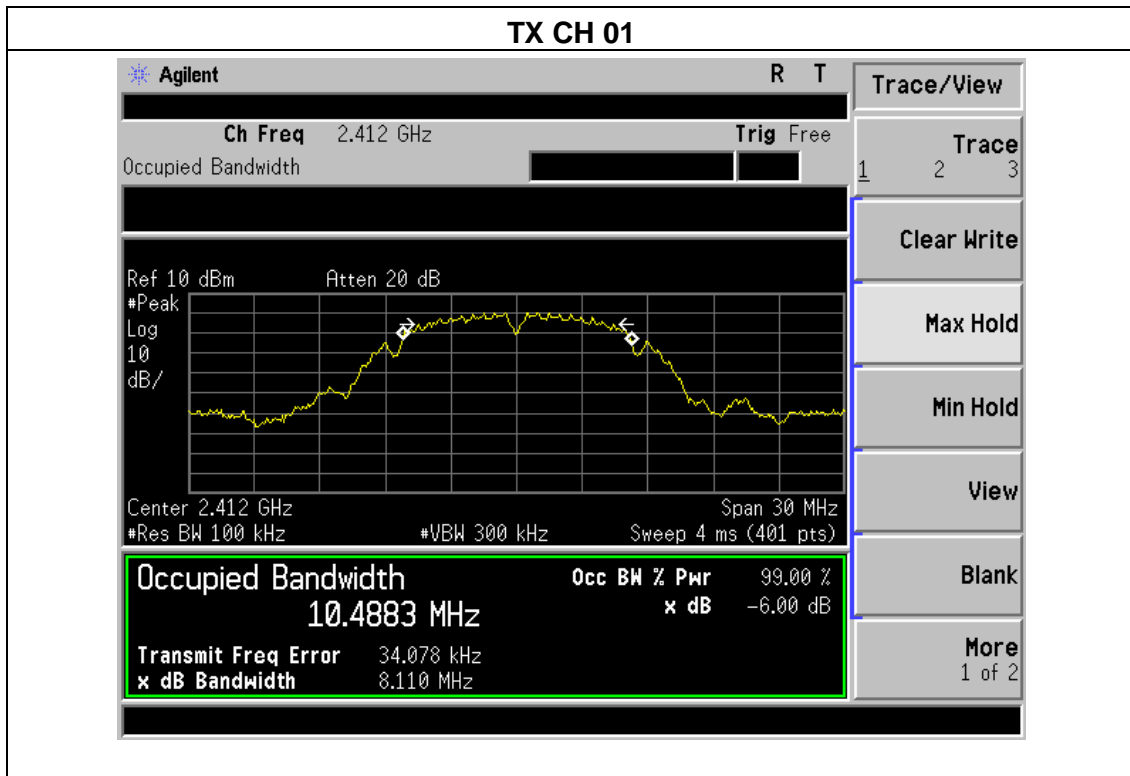 TX CH 01
Agilent R T
Trace/View
Ch Freq 2.412 GHz Trig Free
Occupied Bandwidth
Trace
1 2 3
Clear Write
Max Hold
Min Hold
View
Blank
More
1 of 2
Ref 10 dBm Atten 20 dB
#Peak
Log
10
dB/
Center 2.412 GHz Span 30 MHz
#Res BW 100 kHz #VBW 300 kHz Sweep 4 ms (401 pts)
Occupied Bandwidth Occ BW % Pwr 99.00 %
10.4883 MHz x dB -6.00 dB
Transmit Freq Error 34.078 kHz
x dB Bandwidth 8.110 MHz